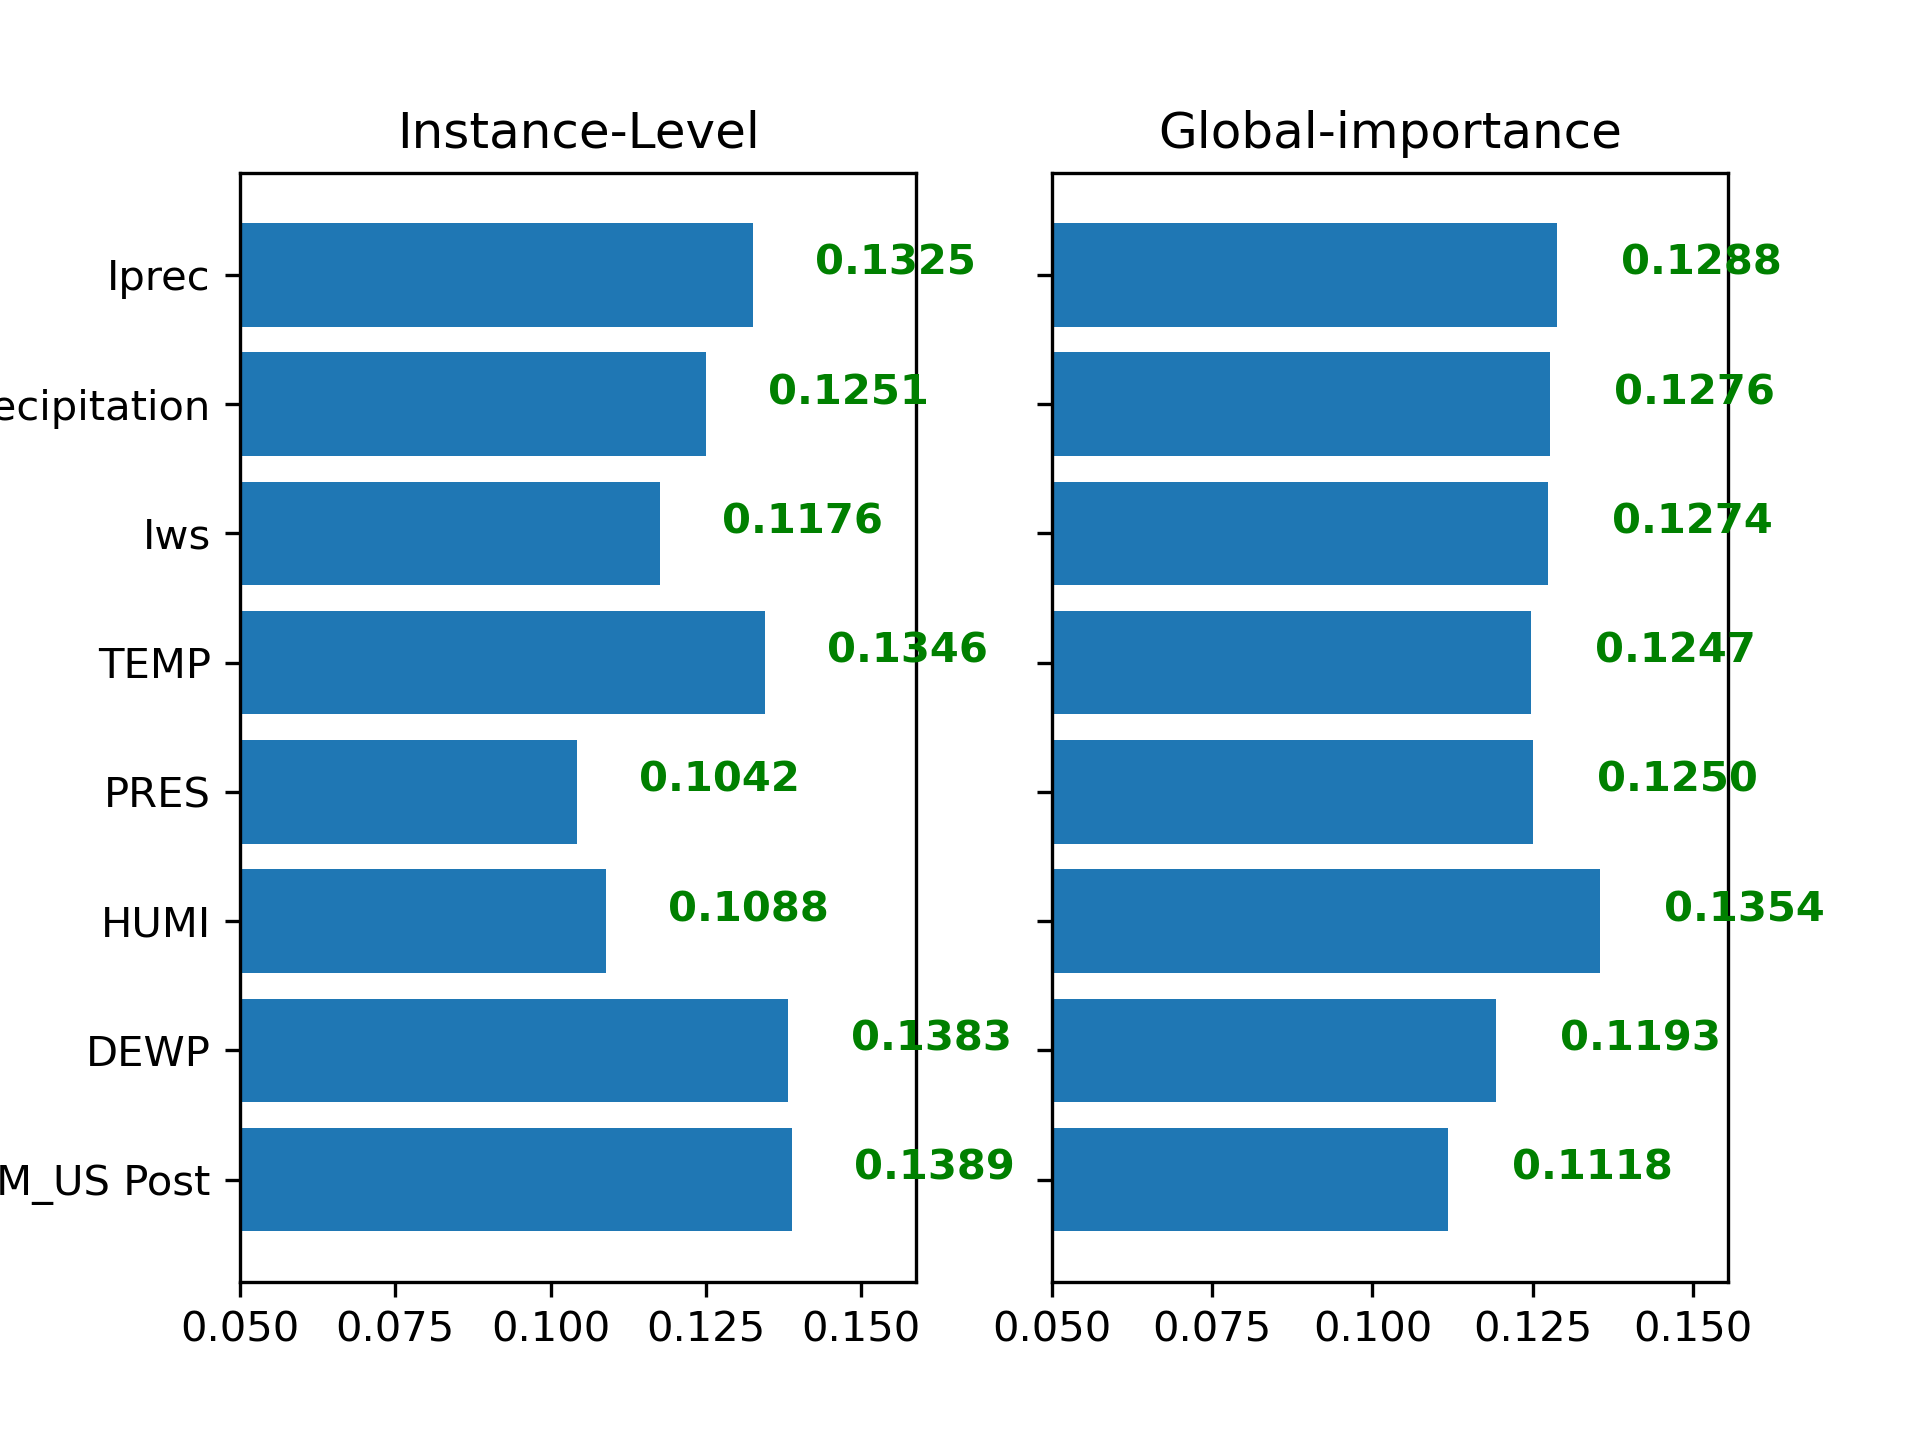 Instance-Level Global-importance
Iprec 0.1325 0.1288
ecipitation 0.1251 0.1276
Iws 0.1176 0.1274
TEMP 0.1346 0.1247
PRES 0.1042 0.1250
HUMI 0.1088 0.1354
DEWP 0.1383 0.1193
M_US Post 0.1389 0.1118
0.050 0.075 0.100 0.125 0.150 0.050 0.075 0.100 0.125 0.150